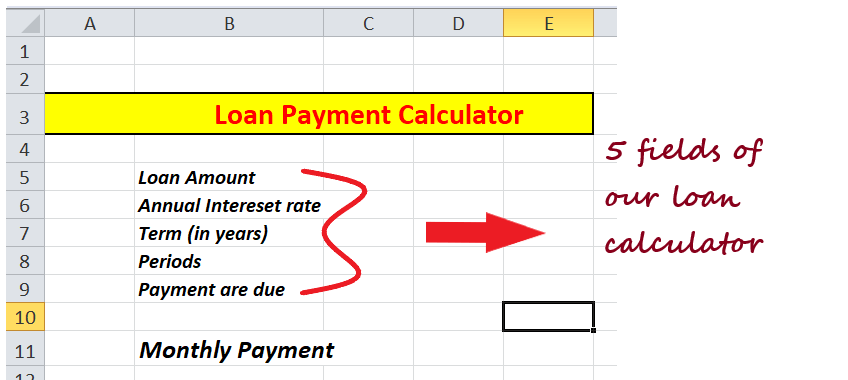 A B C D E
1
2
3 Loan Payment Calculator
4
5 Loan Amount
6 Annual Intereset rate
7 Term (in years)
8 Periods
9 Payment are due
10
11 Monthly Payment
12
5 fields of
our loan
calculator